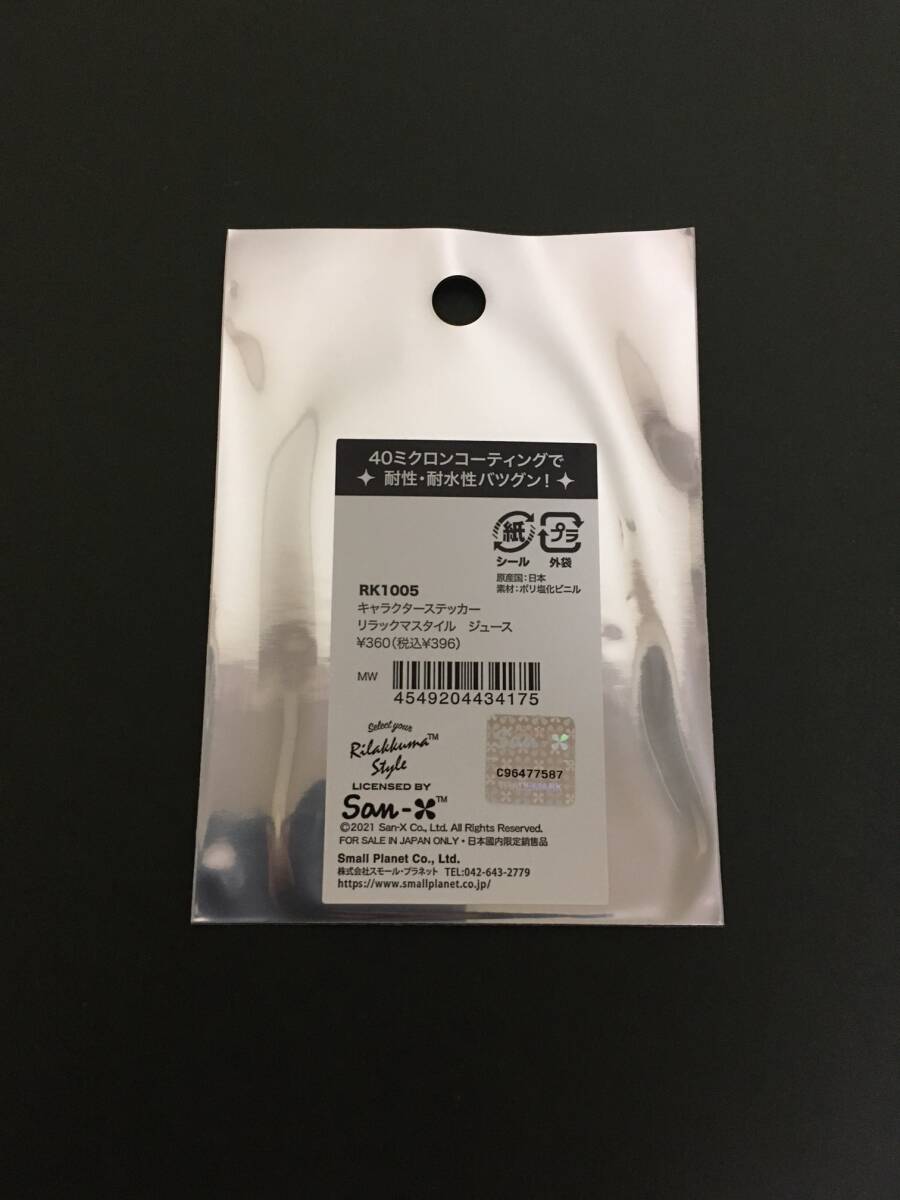 40ミクロンコーティングで
耐性・耐水性バツグン!
紙
プラ
シール
外袋
原産国:日本
素材:ポリ塩化ビニル
RK1005
キャラクターステッカー
リラックマスタイル ジュース
¥360(税込¥396)
MW
4549204434175
Select your
Rilakkuma™
Style
LICENSED BY
San-X™
San-X
C96477587
©2021 San-X Co., Ltd. All Rights Reserved.
FOR SALE IN JAPAN ONLY・日本国内限定銷售品
Small Planet Co., Ltd.
株式会社スモール・プラネット TEL:042-643-2779
https://www.smallplanet.co.jp/